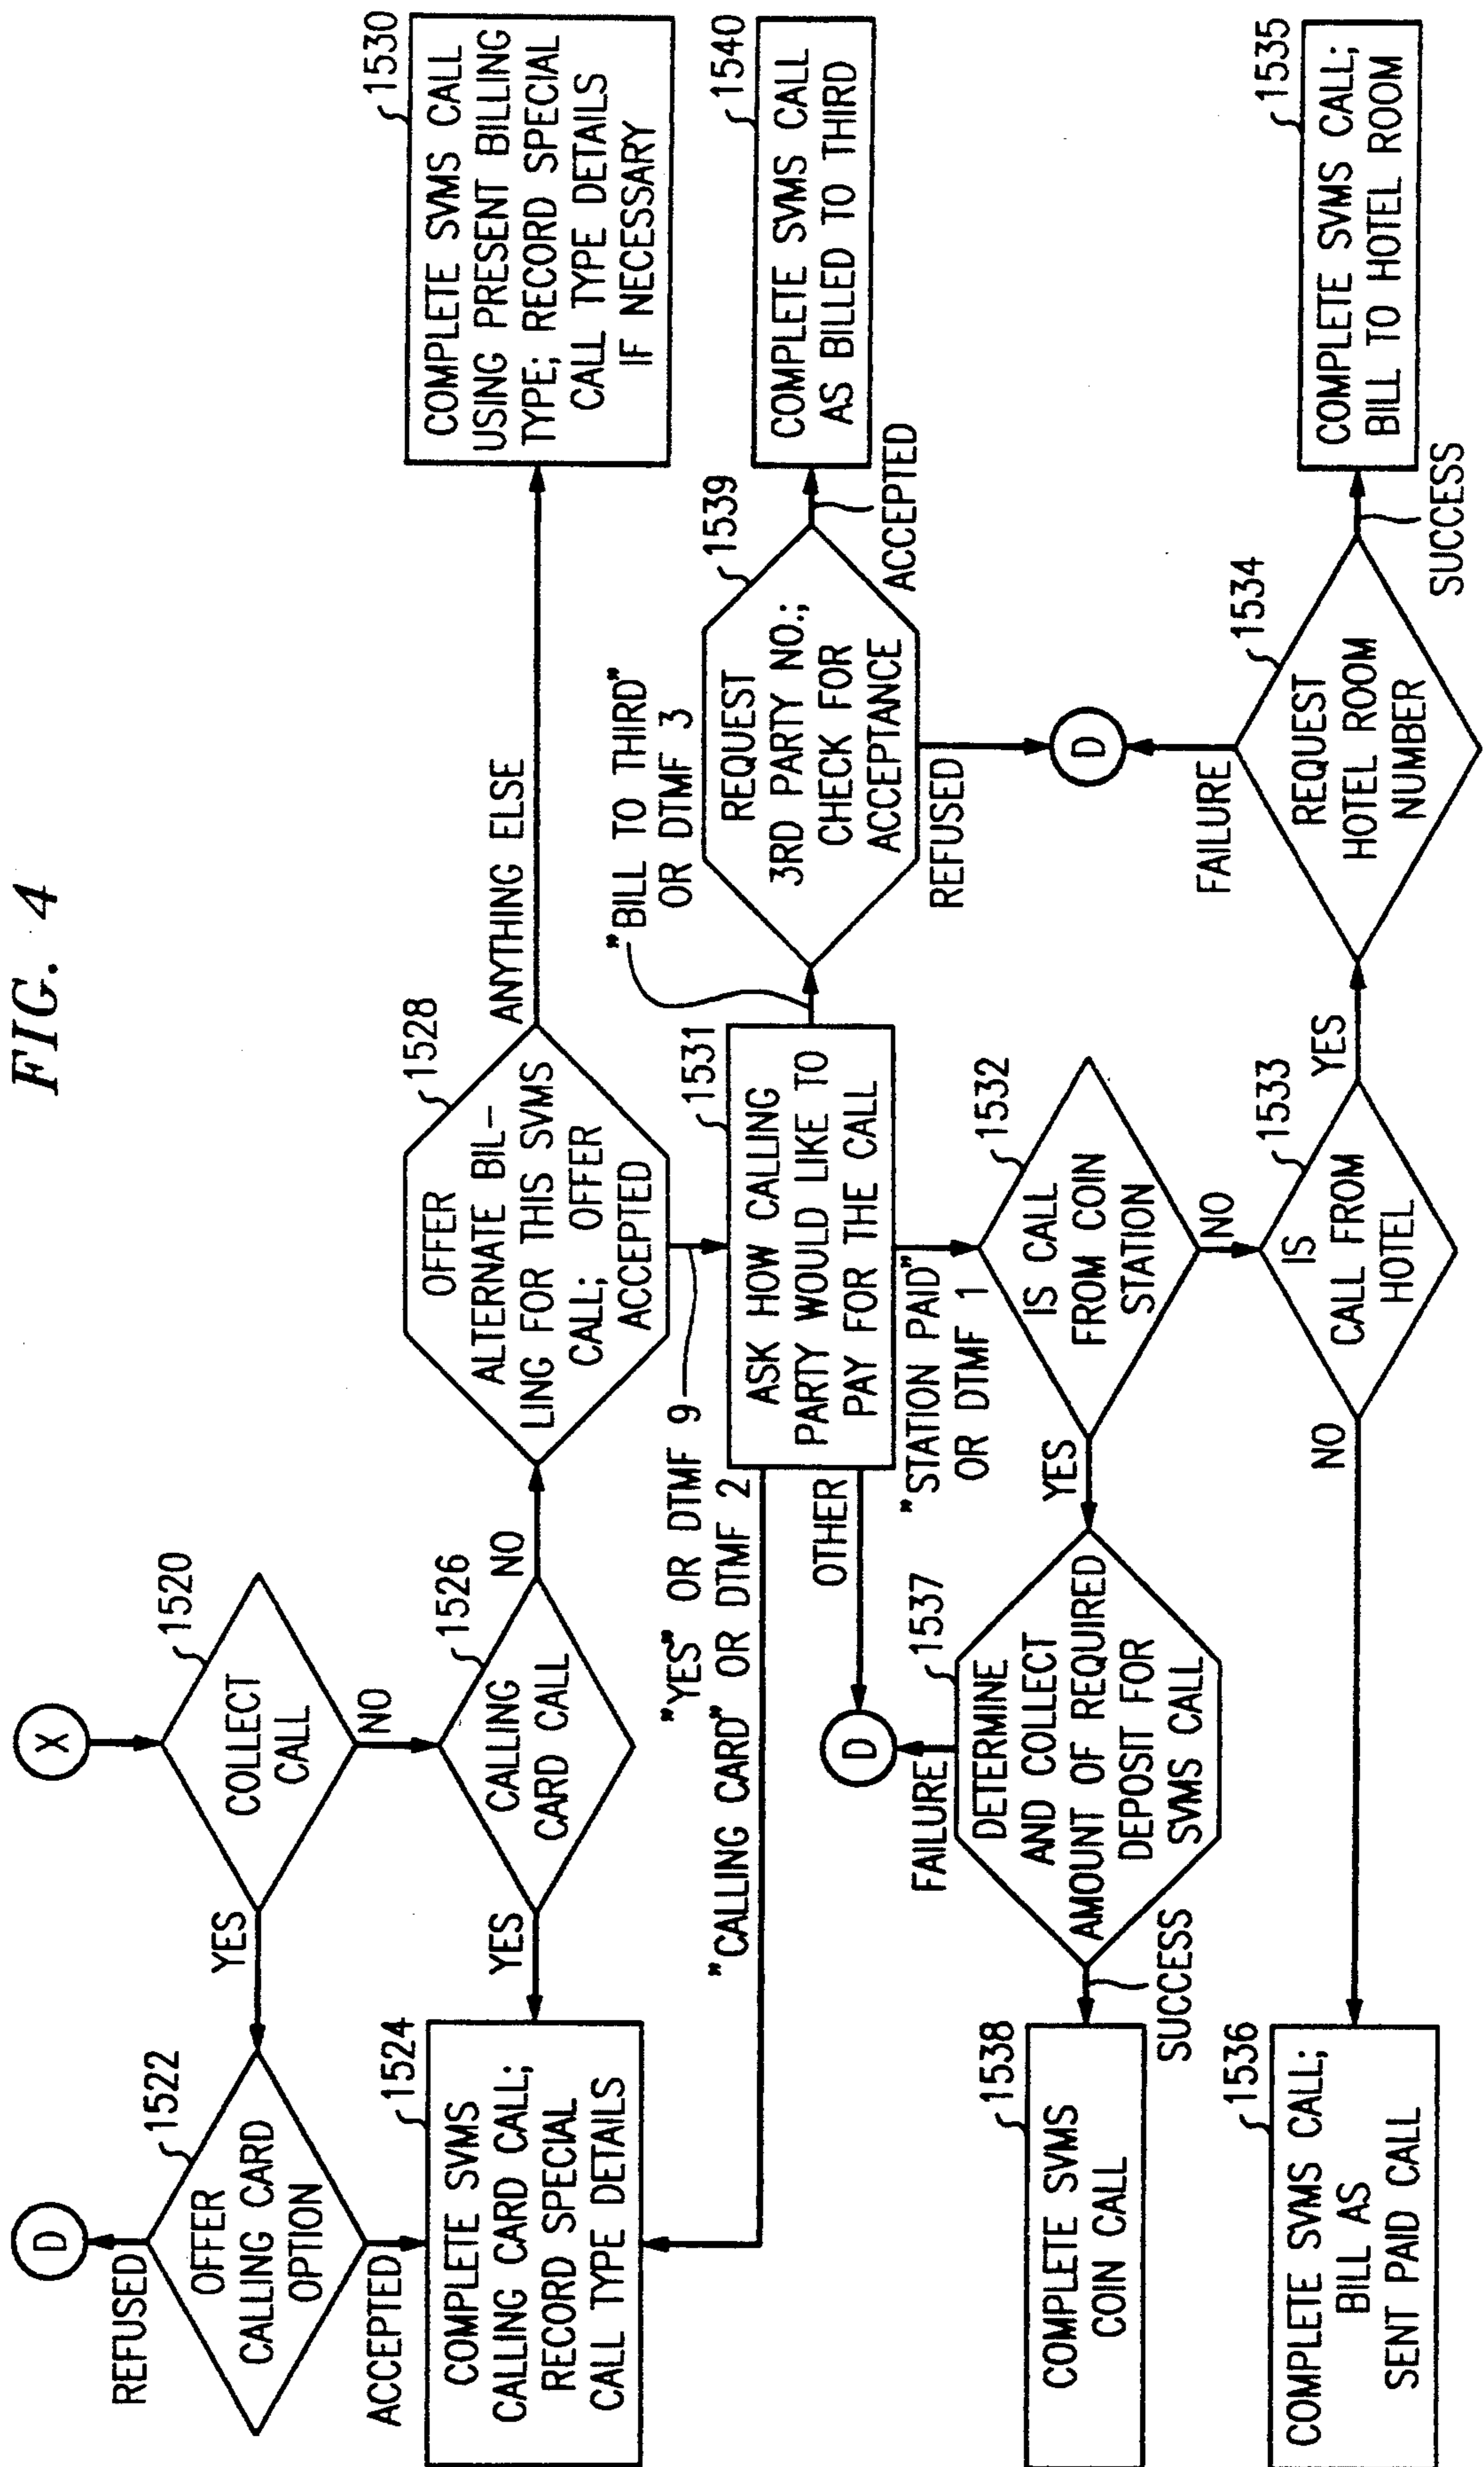 FIG. 4
X
D
1520
COLLECT
CALL
YES
NO
1522
OFFER
CALLING CARD
OPTION
REFUSED
ACCEPTED
1526
CALLING
CARD CALL
YES
NO
1524
COMPLETE SVMS
CALLING CARD CALL;
RECORD SPECIAL
CALL TYPE DETAILS
1528
OFFER
ALTERNATE BIL-
LING FOR THIS SVMS
CALL; OFFER
ACCEPTED
ANYTHING ELSE
1530
COMPLETE SVMS CALL
USING PRESENT BILLING
TYPE; RECORD SPECIAL
CALL TYPE DETAILS
IF NECESSARY
"YES" OR DTMF 9
"CALLING CARD" OR DTMF 2
1531
ASK HOW CALLING
PARTY WOULD LIKE TO
PAY FOR THE CALL
OTHER
D
"BILL TO THIRD"
OR DTMF 3
1539
REQUEST
3RD PARTY NO.;
CHECK FOR
ACCEPTANCE
ACCEPTED
REFUSED
1540
COMPLETE SVMS CALL
AS BILLED TO THIRD
D
"STATION PAID"
OR DTMF 1
1532
IS CALL
FROM COIN
STATION
YES
NO
1537
DETERMINE
AND COLLECT
AMOUNT OF REQUIRED
DEPOSIT FOR
SVMS CALL
FAILURE
SUCCESS
1538
COMPLETE SVMS
COIN CALL
1533
IS
CALL FROM
HOTEL
YES
NO
1534
REQUEST
HOTEL ROOM
NUMBER
FAILURE
SUCCESS
1535
COMPLETE SVMS CALL;
BILL TO HOTEL ROOM
1536
COMPLETE SVMS CALL;
BILL AS
SENT PAID CALL